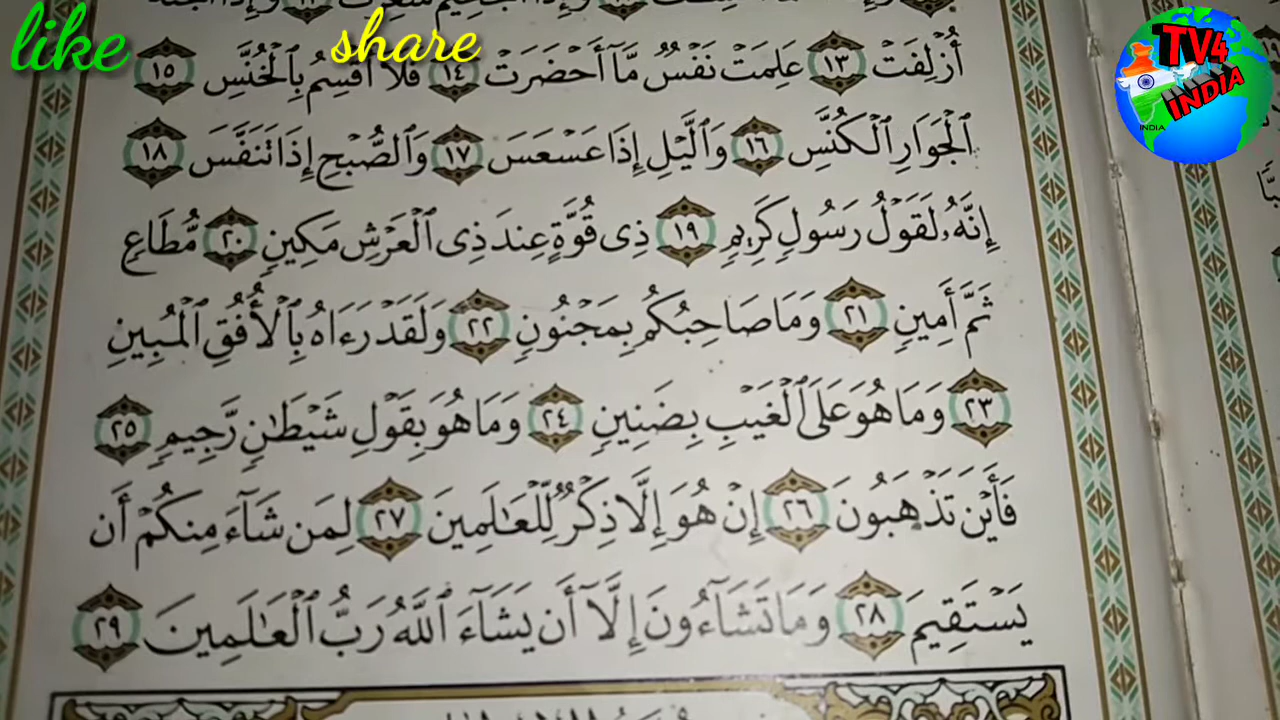 like
share
TV4
INDIA
INDIA
أُزْلِفَتْ ١٣ عَلِمَتْ نَفْسٌ مَّآ أَحْضَرَتْ ١٤ فَلَآ أُقْسِمُ بِٱلْخُنَّسِ ١٥
ٱلْجَوَارِ ٱلْكُنَّسِ ١٦ وَٱلَّيْلِ إِذَا عَسْعَسَ ١٧ وَٱلصُّبْحِ إِذَا تَنَفَّسَ ١٨
إِنَّهُۥ لَقَوْلُ رَسُولٍ كَرِيمٍ ١٩ ذِى قُوَّةٍ عِندَ ذِى ٱلْعَرْشِ مَكِينٍ ٢٠ مُّطَاعٍ
ثَمَّ أَمِينٍ ٢١ وَمَا صَاحِبُكُم بِمَجْنُونٍ ٢٢ وَلَقَدْ رَءَاهُ بِٱلْأُفُقِ ٱلْمُبِينِ
٢٣ وَمَا هُوَ عَلَى ٱلْغَيْبِ بِضَنِينٍ ٢٤ وَمَا هُوَ بِقَوْلِ شَيْطَٰنٍ رَّجِيمٍ ٢٥
فَأَيْنَ تَذْهَبُونَ ٢٦ إِنْ هُوَ إِلَّا ذِكْرٌ لِّلْعَٰلَمِينَ ٢٧ لِمَن شَآءَ مِنكُمْ أَن
يَسْتَقِيمَ ٢٨ وَمَا تَشَآءُونَ إِلَّآ أَن يَشَآءَ ٱللَّهُ رَبُّ ٱلْعَٰلَمِينَ ٢٩